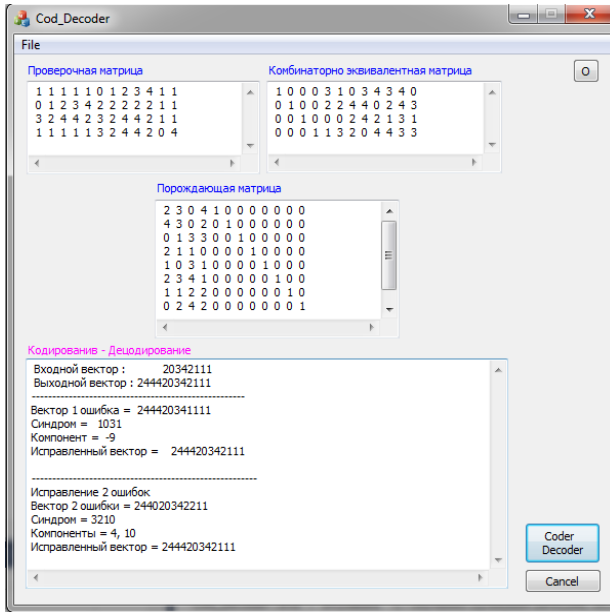 Cod_Decoder
File
Проверочная матрица
1 1 1 1 1 0 1 2 3 4 1 1
0 1 2 3 4 2 2 2 2 2 1 1
3 2 4 4 2 3 2 4 4 2 1 1
1 1 1 1 1 3 2 4 4 2 0 4
Комбинаторно эквивалентная матрица
1 0 0 0 3 1 0 3 4 3 4 0
0 1 0 0 2 2 4 4 0 2 4 3
0 0 1 0 0 0 2 4 2 1 3 1
0 0 0 1 1 3 2 0 4 4 3 3
O
Порождающая матрица
2 3 0 4 1 0 0 0 0 0 0 0
4 3 0 2 0 1 0 0 0 0 0 0
0 1 3 3 0 0 1 0 0 0 0 0
2 1 1 0 0 0 0 1 0 0 0 0
1 0 3 1 0 0 0 0 1 0 0 0
2 3 4 1 0 0 0 0 0 1 0 0
1 1 2 2 0 0 0 0 0 0 1 0
0 2 4 2 0 0 0 0 0 0 0 1
Кодированив - Децодирование
Входной вектор : 20342111
Выходной вектор : 244420342111
----------------------------------------------------
Вектор 1 ошибка = 244420341111
Синдром = 1031
Компонент = -9
Исправленный вектор = 244420342111
-------------------------------------------------------
Исправление 2 ошибок
Вектор 2 ошибки = 244020342211
Синдром = 3210
Компоненты = 4, 10
Исправленный вектор = 244420342111
Coder
Decoder
Cancel